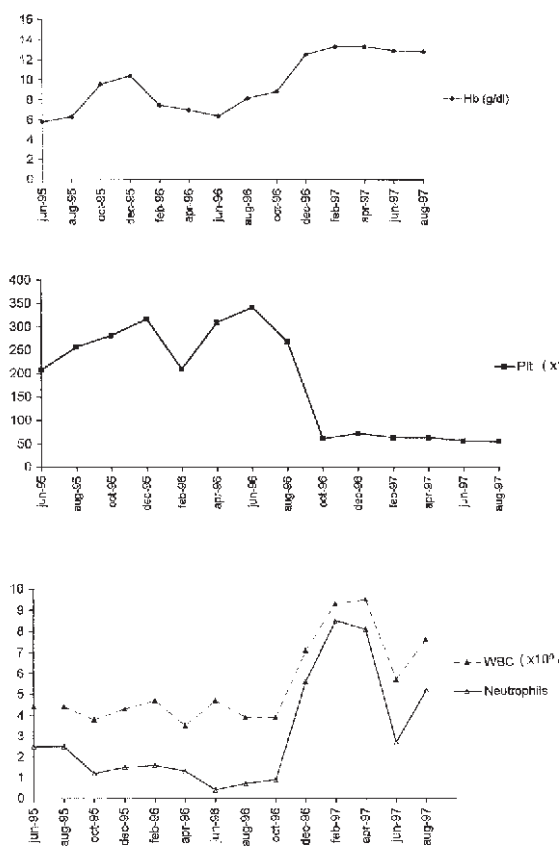 16
14
12
10
8
6
4
2
0
jun-95
aug-95
oct-95
dec-95
feb-96
apr-96
jun-96
aug-96
oct-96
dec-96
feb-97
apr-97
jun-97
aug-97
Hb (g/dl)
400
350
300
250
200
150
100
50
0
jun-95
aug-95
oct-95
dec-95
feb-96
apr-96
jun-96
aug-96
oct-96
dec-96
feb-97
apr-97
jun-97
aug-97
Plt (x
10
9
8
7
6
5
4
3
2
1
0
jun-95
aug-95
oct-95
dec-95
feb-96
apr-96
jun-96
aug-96
oct-96
dec-96
feb-97
apr-97
jun-97
aug-97
WBC (x10⁹
Neutrophils